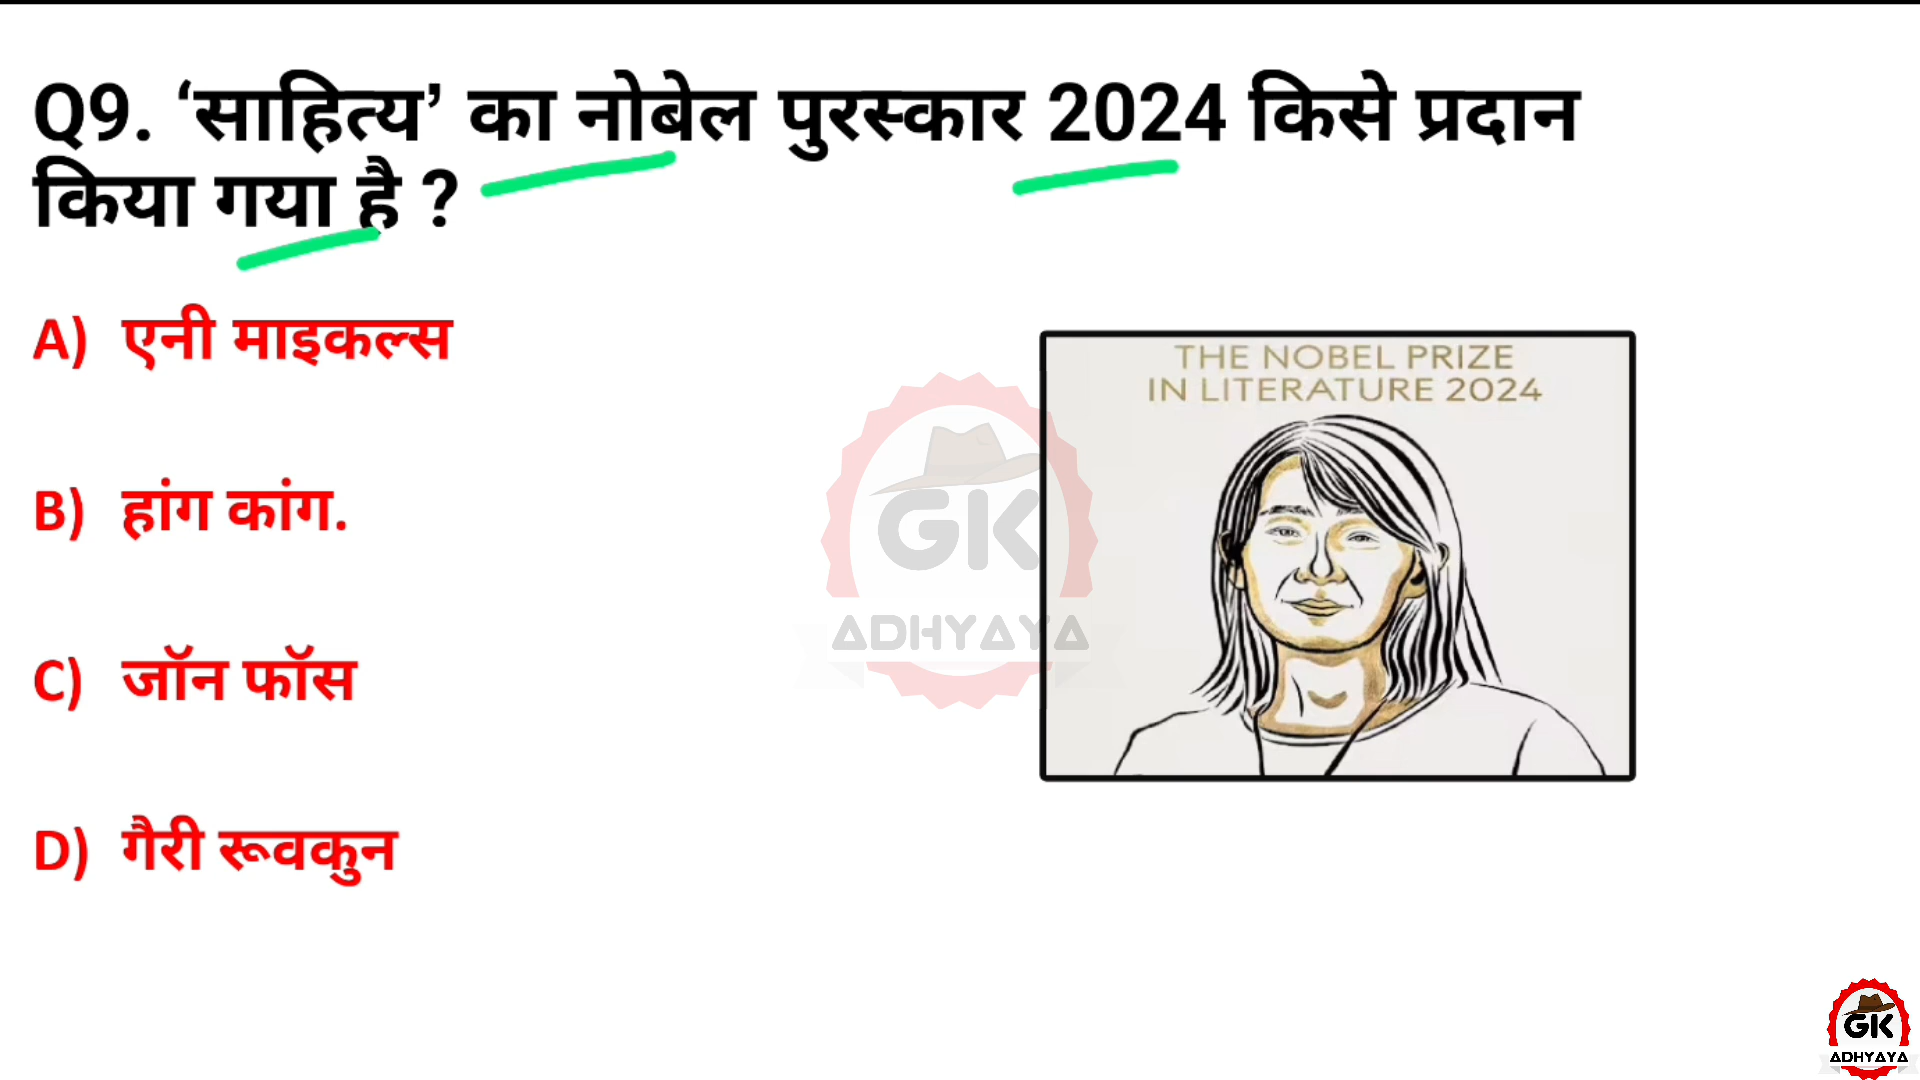 Q9. ‘साहित्य’ का नोबेल पुरस्कार 2024 किसे प्रदान
किया गया है ?
A) एनी माइकल्स
B) हांग कांग.
C) जॉन फॉस
D) गैरी रूवकुन
THE NOBEL PRIZE
IN LITERATURE 2024
GK
ADHYAYA
GK
ADHYAYA